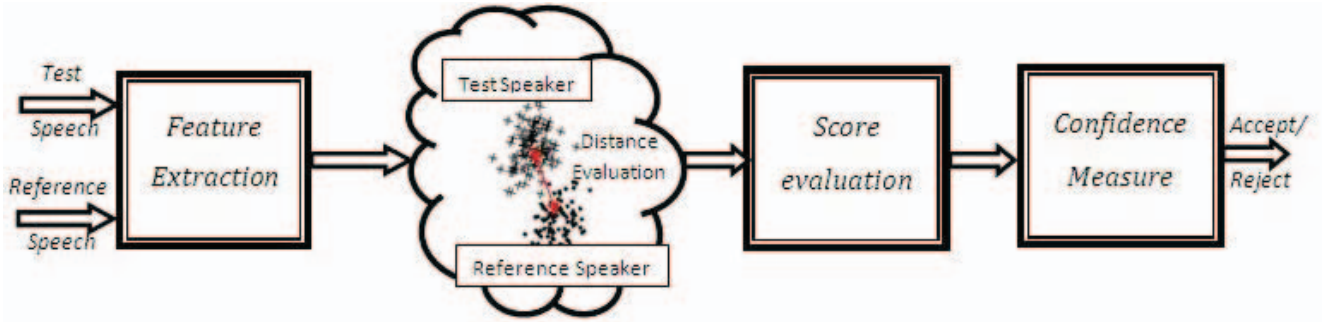 Test
Speech
Reference
Speech
Feature
Extraction
Test Speaker
Distance
Evaluation
Reference Speaker
Score
evaluation
Confidence
Measure
Accept/
Reject